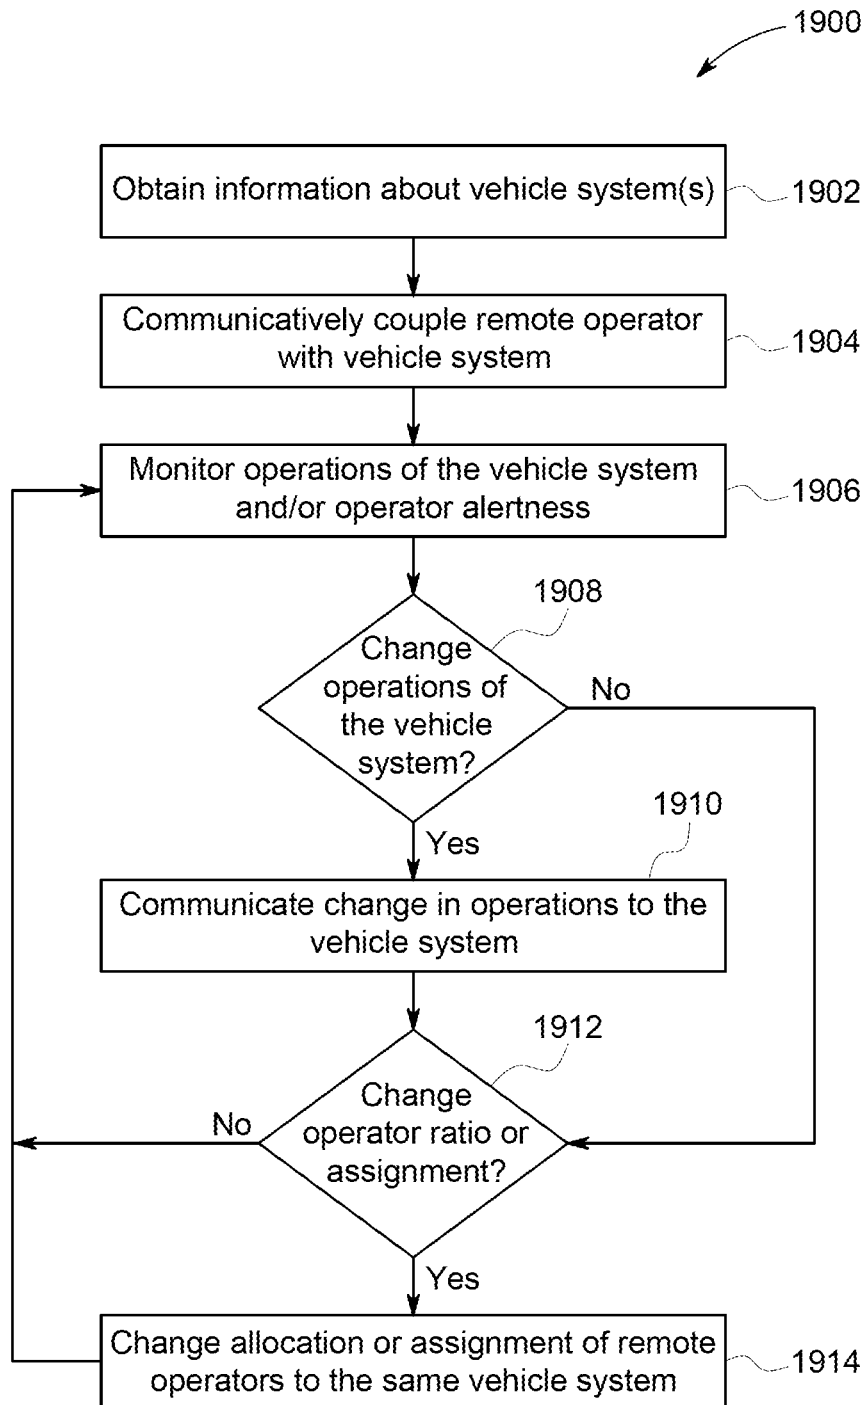 1900
Obtain information about vehicle system(s)
1902
Communicatively couple remote operator
with vehicle system
1904
Monitor operations of the vehicle system
and/or operator alertness
1906
1908
Change
operations of
the vehicle
system?
No
Yes
1910
Communicate change in operations to the
vehicle system
1912
Change
operator ratio or
assignment?
No
Yes
Change allocation or assignment of remote
operators to the same vehicle system
1914